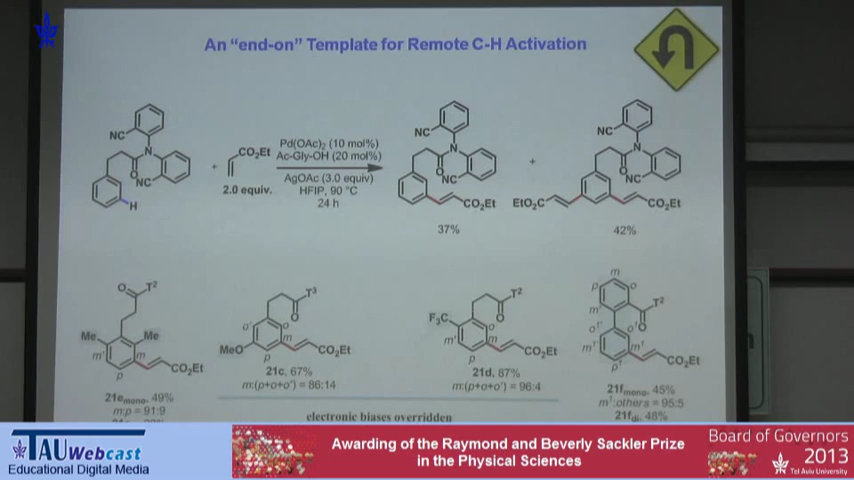 An “end-on” Template for Remote C-H Activation
NC
N
O
NC
H
+
CO₂Et
2.0 equiv.
Pd(OAc)₂ (10 mol%)
Ac-Gly-OH (20 mol%)
AgOAc (3.0 equiv)
HFIP, 90 °C
24 h
NC
N
O
NC
CO₂Et
37%
+
NC
N
O
NC
EtO₂C
CO₂Et
42%
O
T²
Me
Me
m'
m
p
CO₂Et
21e mono, 49%
m:p = 91:9
T³
O
o'
o
MeO
m
p
CO₂Et
21c, 67%
m:(p+o+o') = 86:14
T²
O
F₃C
o
m'
m
p
CO₂Et
21d, 87%
m:(p+o+o') = 96:4
m
p
o
m'
T²
O
o¹'
o¹
m¹'
m¹
p¹
CO₂Et
21f mono, 45%
m¹:others = 95:5
21f di, 48%
electronic biases overridden
TAU Webcast
Educational Digital Media
Awarding of the Raymond and Beverly Sackler Prize
in the Physical Sciences
Board of Governors
2013
Tel Aviv University